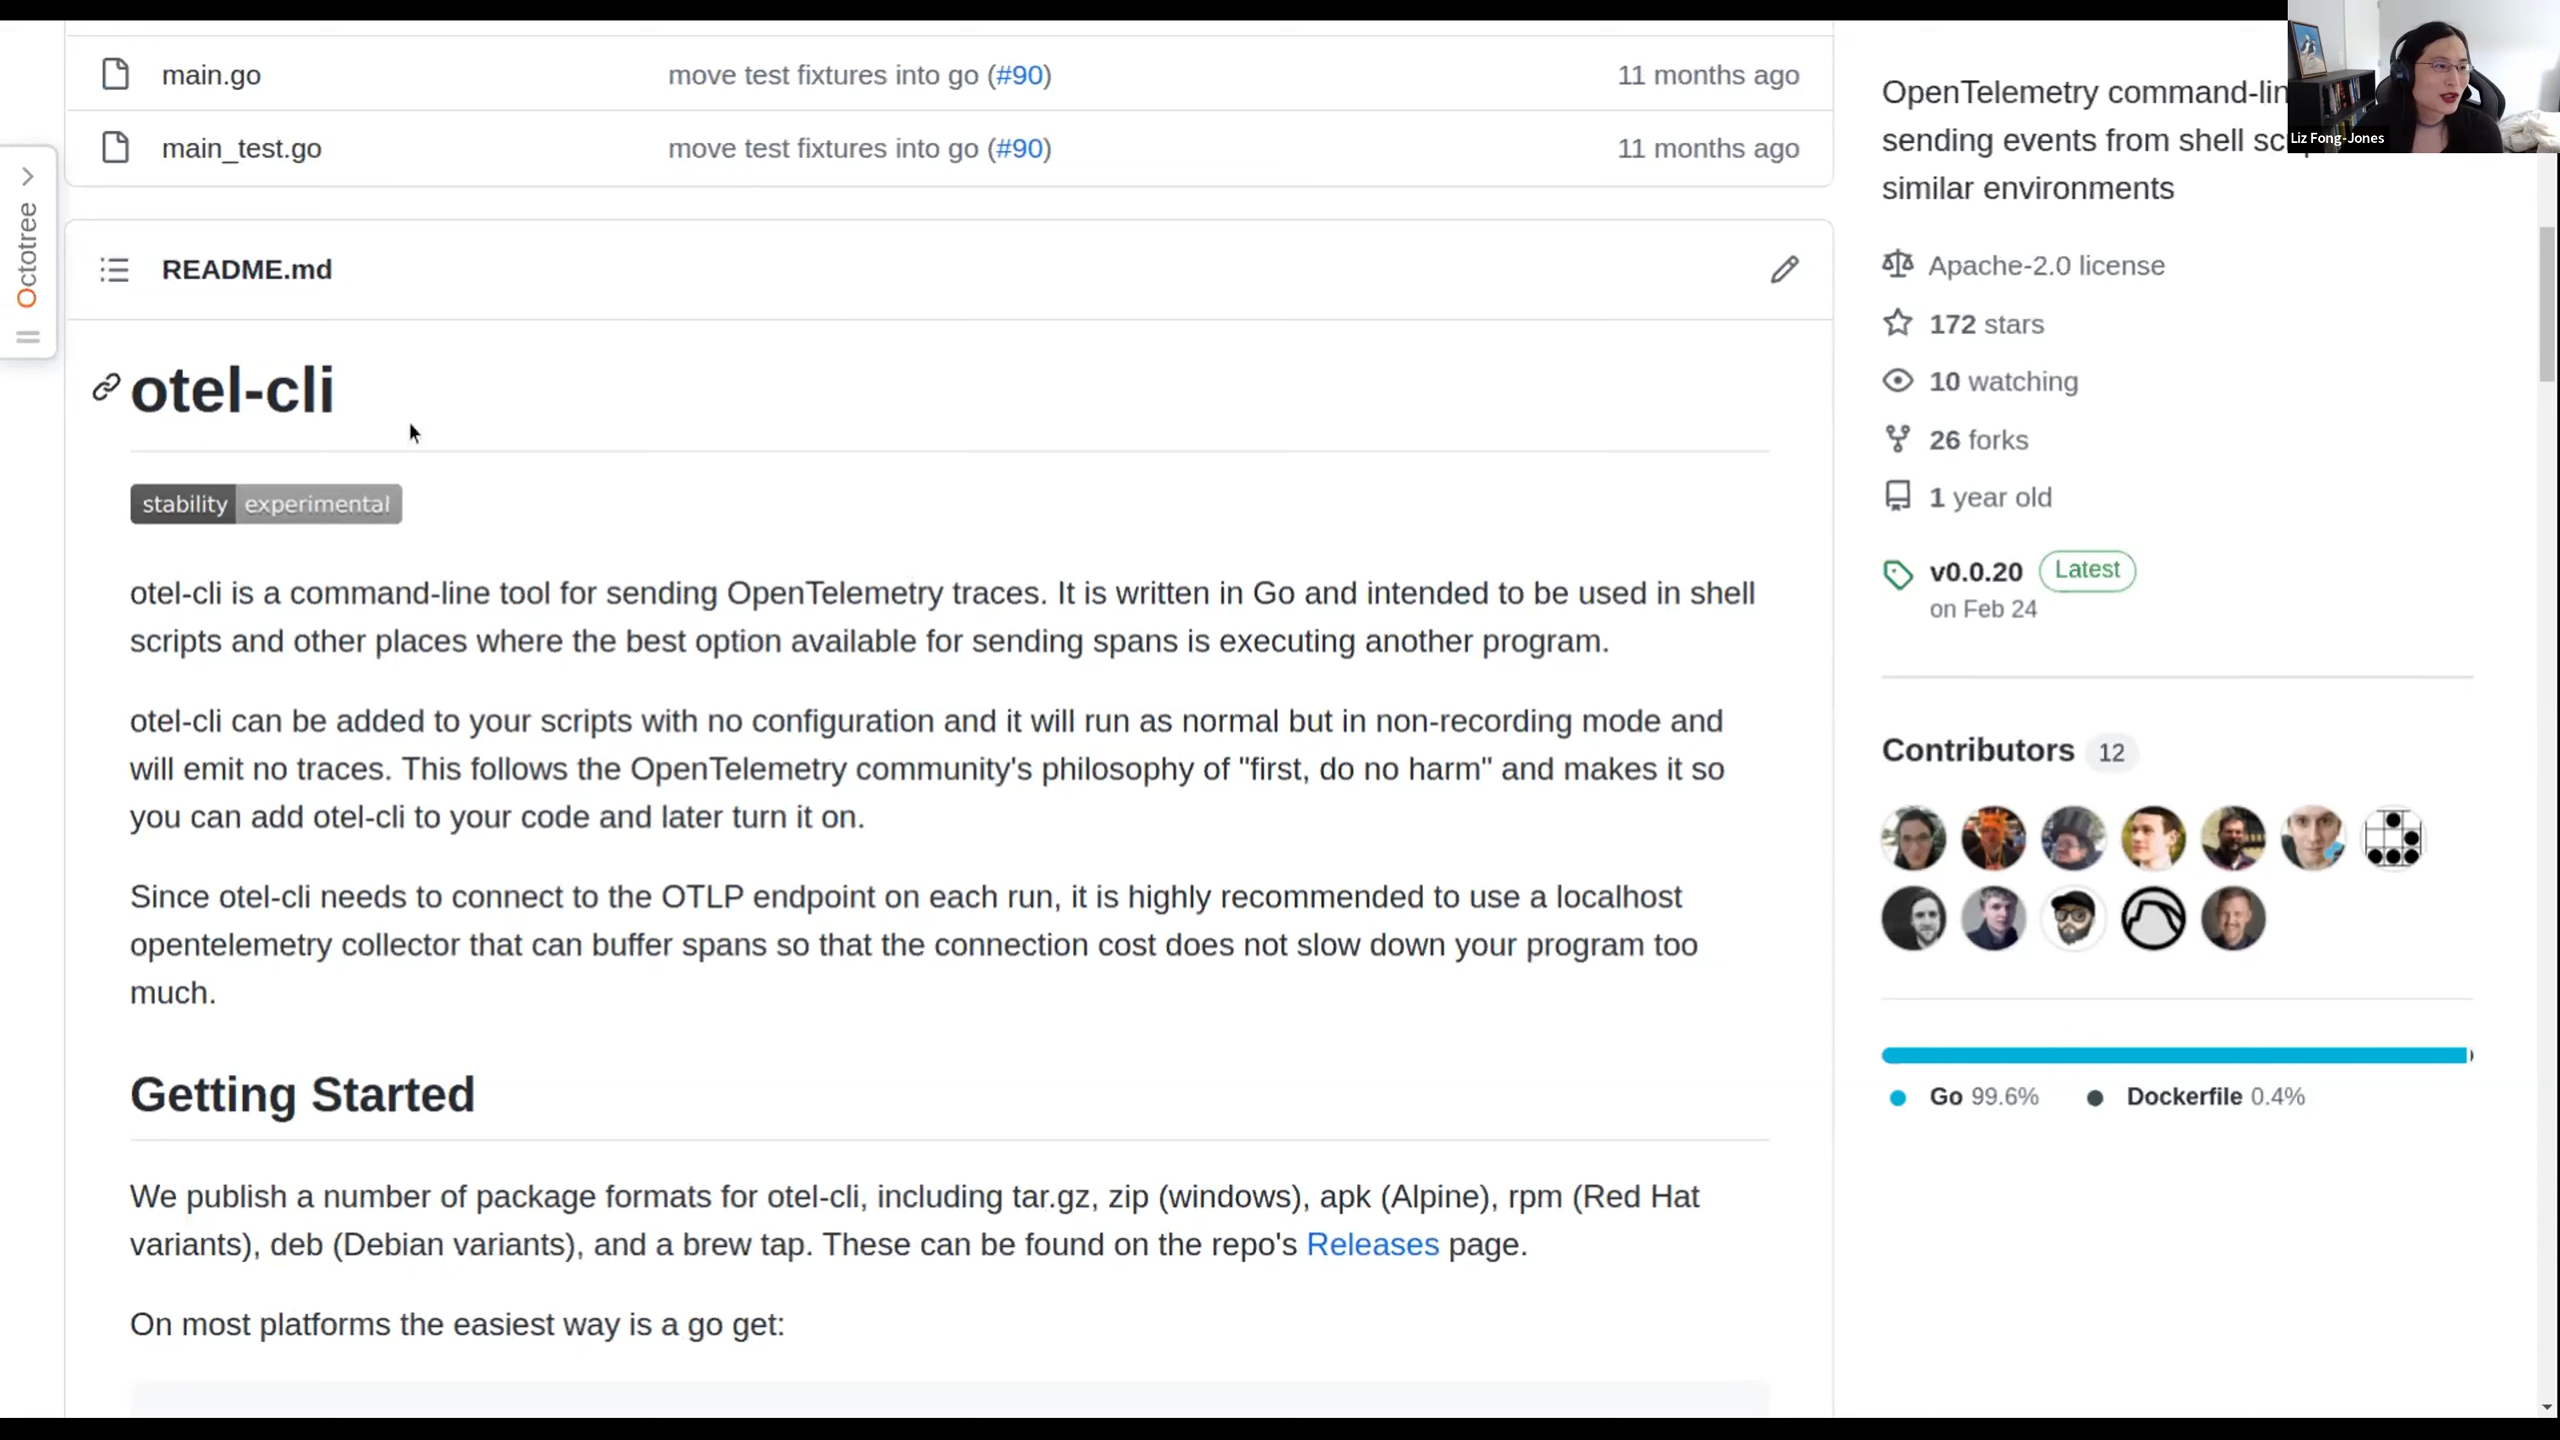 main.go move test fixtures into go (#90) 11 months ago
main_test.go move test fixtures into go (#90) 11 months ago
Octotree
README.md
otel-cli
stability experimental
otel-cli is a command-line tool for sending OpenTelemetry traces. It is written in Go and intended to be used in shell
scripts and other places where the best option available for sending spans is executing another program.
otel-cli can be added to your scripts with no configuration and it will run as normal but in non-recording mode and
will emit no traces. This follows the OpenTelemetry community's philosophy of "first, do no harm" and makes it so
you can add otel-cli to your code and later turn it on.
Since otel-cli needs to connect to the OTLP endpoint on each run, it is highly recommended to use a localhost
opentelemetry collector that can buffer spans so that the connection cost does not slow down your program too
much.
Getting Started
We publish a number of package formats for otel-cli, including tar.gz, zip (windows), apk (Alpine), rpm (Red Hat
variants), deb (Debian variants), and a brew tap. These can be found on the repo's Releases page.
On most platforms the easiest way is a go get:
OpenTelemetry command-lin
sending events from shell sc
similar environments
Apache-2.0 license
172 stars
10 watching
26 forks
1 year old
v0.0.20 Latest
on Feb 24
Contributors 12
Go 99.6% Dockerfile 0.4%
Liz Fong-Jones